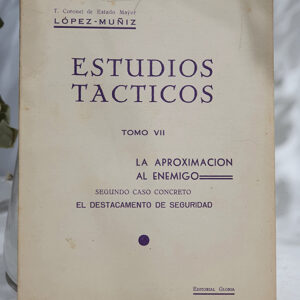 T. Coronel de Estado Mayor
LÓPEZ-MUÑIZ
ESTUDIOS
TACTICOS
TOMO VII
LA APROXIMACION
AL ENEMIGO
SEGUNDO CASO CONCRETO
EL DESTACAMENTO DE SEGURIDAD
EDITORIAL GLORIA